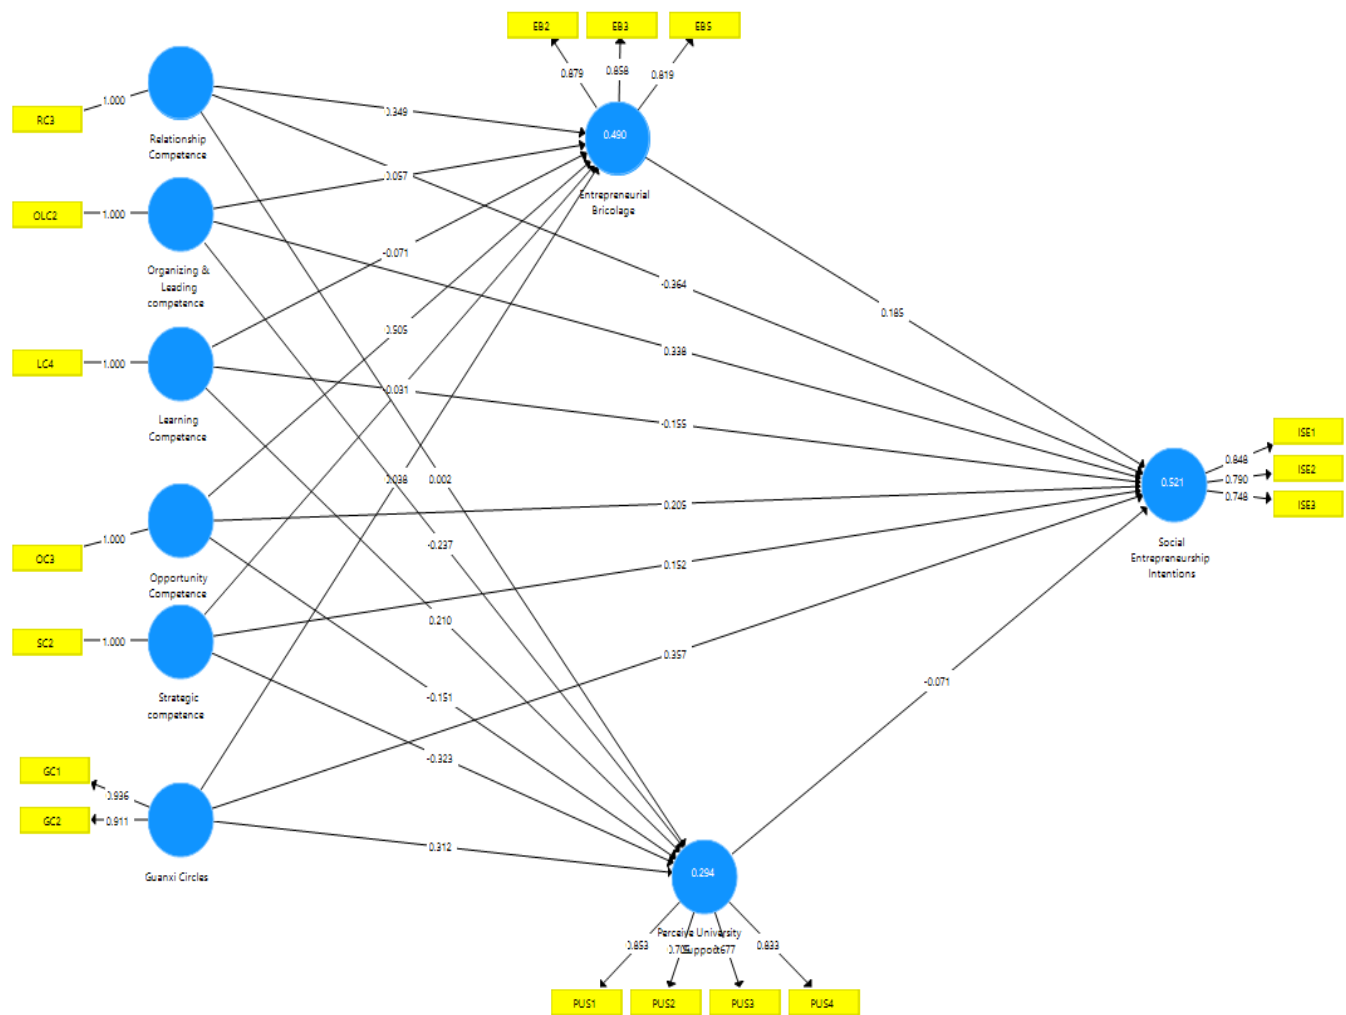 EB2
EB3
EB5
0.879
0.858
0.819
RC3
1.000
Relationship
Competence
0.349
0.490
Entrepreneurial
Bricolage
OLC2
1.000
Organizing &
Leading
competence
0.057
-0.071
-0.364
0.185
0.338
LC4
1.000
Learning
Competence
0.505
0.031
-0.155
ISE1
ISE2
ISE3
0.848
0.790
0.748
0.521
Social
Entrepreneurship
Intentions
0.038
0.002
0.205
OC3
1.000
Opportunity
Competence
-0.237
0.152
SC2
1.000
Strategic
competence
0.210
-0.151
0.357
-0.071
-0.323
GC1
GC2
0.936
0.911
Guanxi Circles
0.312
0.294
Perceive University
Support
0.853
0.833
PUS1
PUS2
PUS3
PUS4